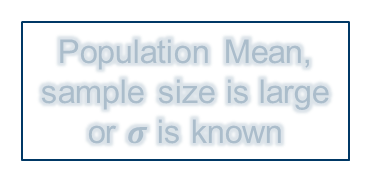 Population Mean,
sample size is large
or σ is known